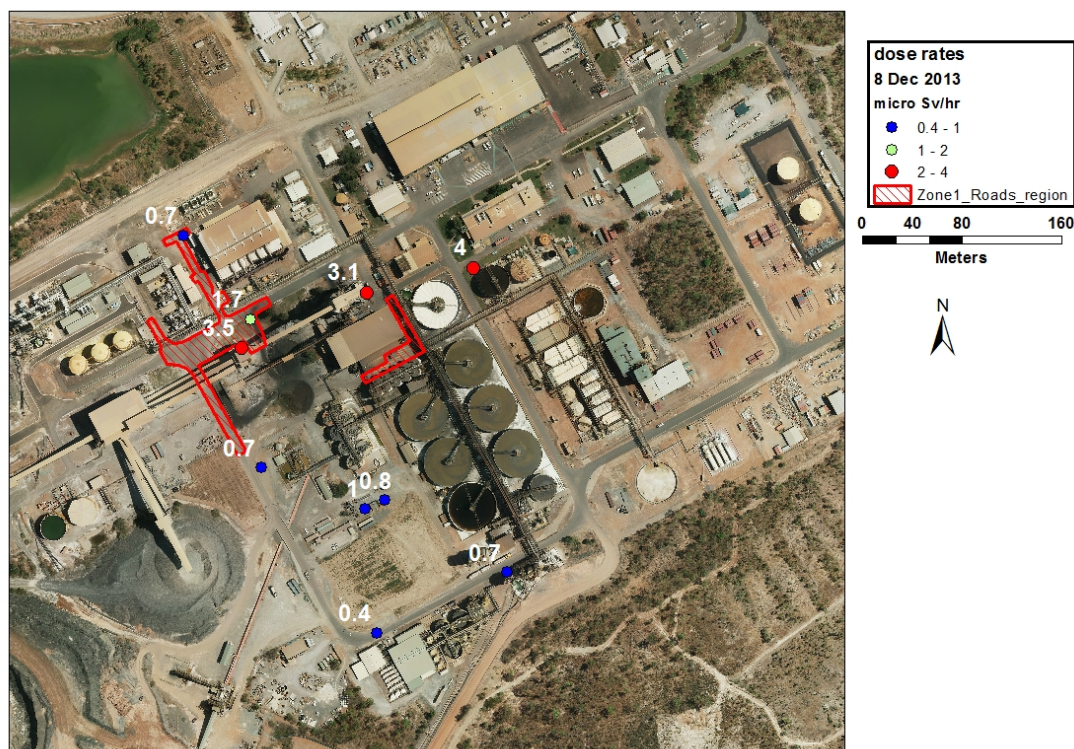 0.7
4
3.1
1.7
3.5
0.7
0.8
1
0.7
0.4
dose rates
8 Dec 2013
micro Sv/hr
0.4 - 1
1 - 2
2 - 4
Zone1_Roads_region
0 40 80 160
Meters
N